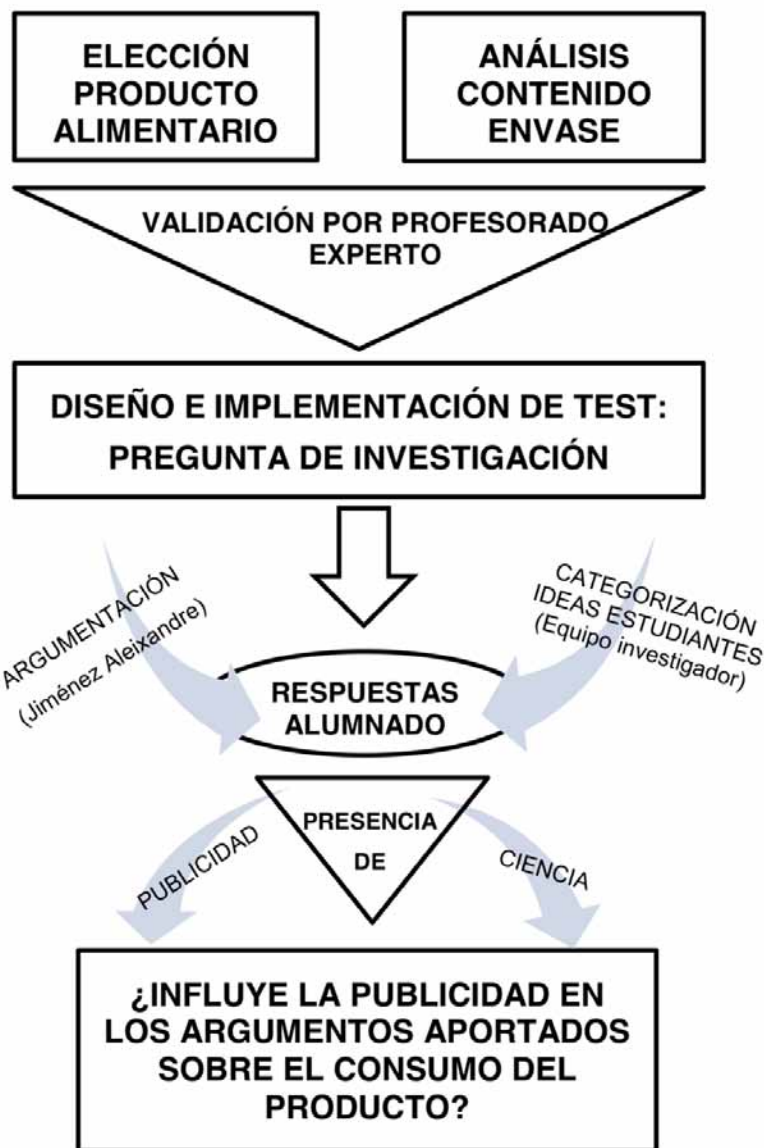 ELECCIÓN
PRODUCTO
ALIMENTARIO
ANÁLISIS
CONTENIDO
ENVASE
VALIDACIÓN POR PROFESORADO
EXPERTO
DISEÑO E IMPLEMENTACIÓN DE TEST:
PREGUNTA DE INVESTIGACIÓN
ARGUMENTACIÓN
(Jiménez Aleixandre)
CATEGORIZACIÓN
IDEAS ESTUDIANTES
(Equipo investigador)
RESPUESTAS
ALUMNADO
PRESENCIA
DE
PUBLICIDAD
CIENCIA
¿INFLUYE LA PUBLICIDAD EN
LOS ARGUMENTOS APORTADOS
SOBRE EL CONSUMO DEL
PRODUCTO?